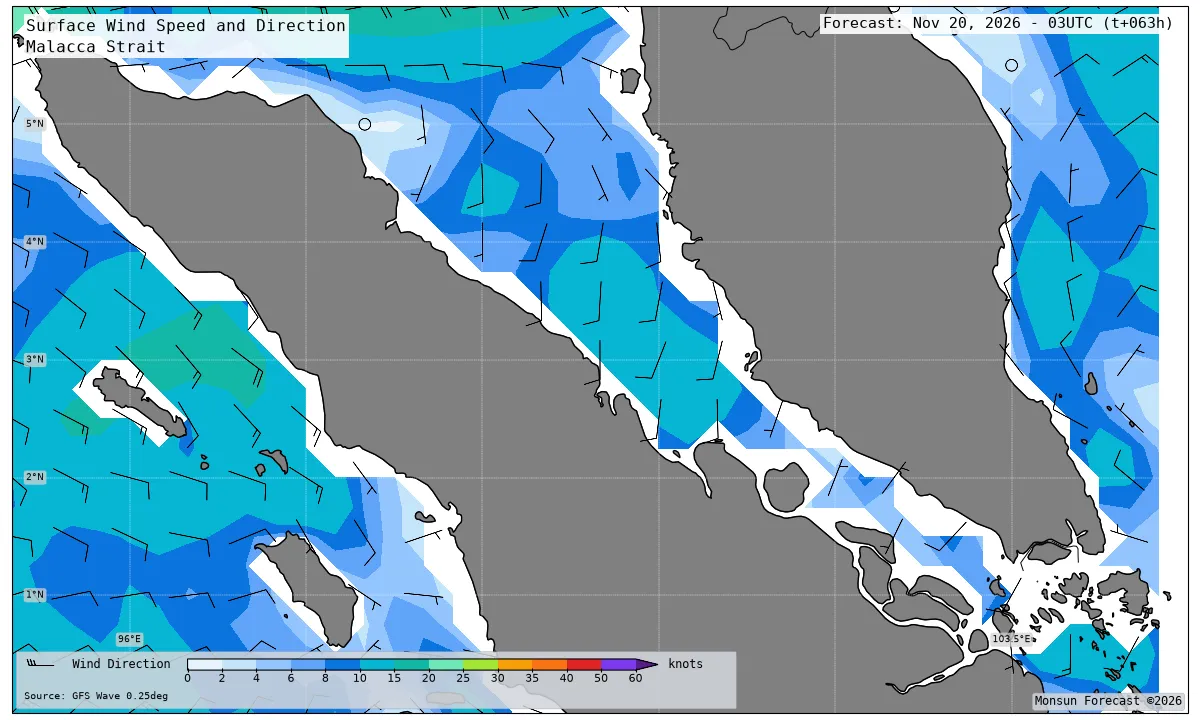 Surface Wind Speed and Direction
Malacca Strait
Forecast: Nov 20, 2026 - 03UTC (t+063h)
5°N
4°N
3°N
2°N
1°N
96°E
103.5°E
Wind Direction
knots
0 2 4 6 8 10 15 20 25 30 35 40 50 60
Source: GFS Wave 0.25deg
Monsun Forecast ©2026